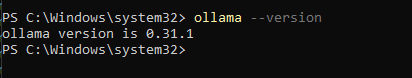 PS C:\Windows\system32> ollama --version
ollama version is 0.31.1
PS C:\Windows\system32>